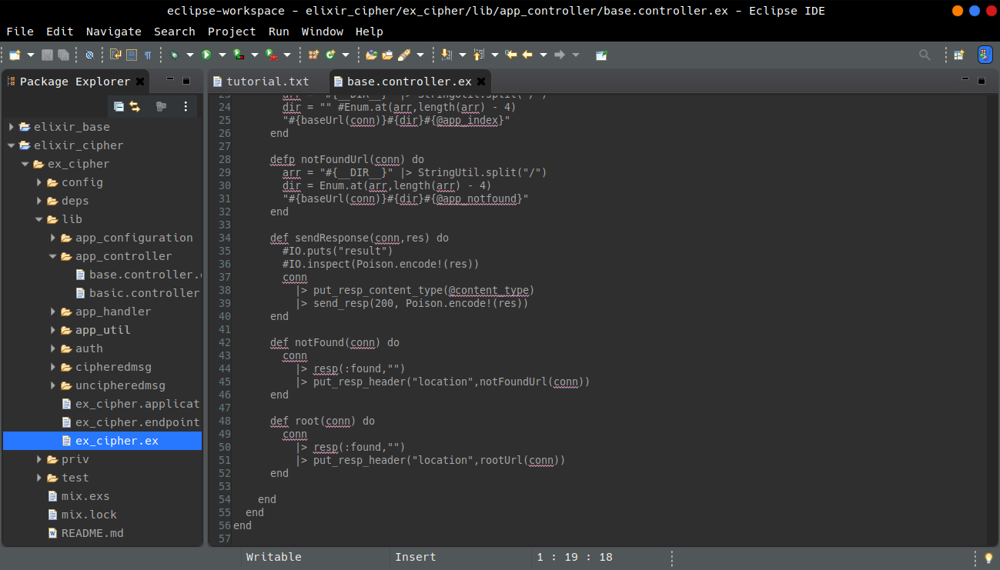 eclipse-workspace - elixir_cipher/ex_cipher/lib/app_controller/base.controller.ex - Eclipse IDE
File Edit Navigate Search Project Run Window Help
Package Explorer
elixir_base
elixir_cipher
ex_cipher
config
deps
lib
app_configuration
app_controller
base.controller.
basic.controller
app_handler
app_util
auth
cipheredmsg
uncipheredmsg
ex_cipher.applicat
ex_cipher.endpoint
ex_cipher.ex
priv
test
mix.exs
mix.lock
README.md
tutorial.txt
base.controller.ex
23 arr = "#{__DIR__}" |> StringUtil.split("/")
24 dir = "" #Enum.at(arr,length(arr) - 4)
25 "#{baseUrl(conn)}#{dir}#{@app_index}"
26 end
27
28 defp notFoundUrl(conn) do
29 arr = "#{__DIR__}" |> StringUtil.split("/")
30 dir = Enum.at(arr,length(arr) - 4)
31 "#{baseUrl(conn)}#{dir}#{@app_notfound}"
32 end
33
34 def sendResponse(conn,res) do
35 #IO.puts("result")
36 #IO.inspect(Poison.encode!(res))
37 conn
38 |> put_resp_content_type(@content_type)
39 |> send_resp(200, Poison.encode!(res))
40 end
41
42 def notFound(conn) do
43 conn
44 |> resp(:found,"")
45 |> put_resp_header("location",notFoundUrl(conn))
46 end
47
48 def root(conn) do
49 conn
50 |> resp(:found,"")
51 |> put_resp_header("location",rootUrl(conn))
52 end
53
54 end
55 end
56 end
57
Writable Insert 1 : 19 : 18